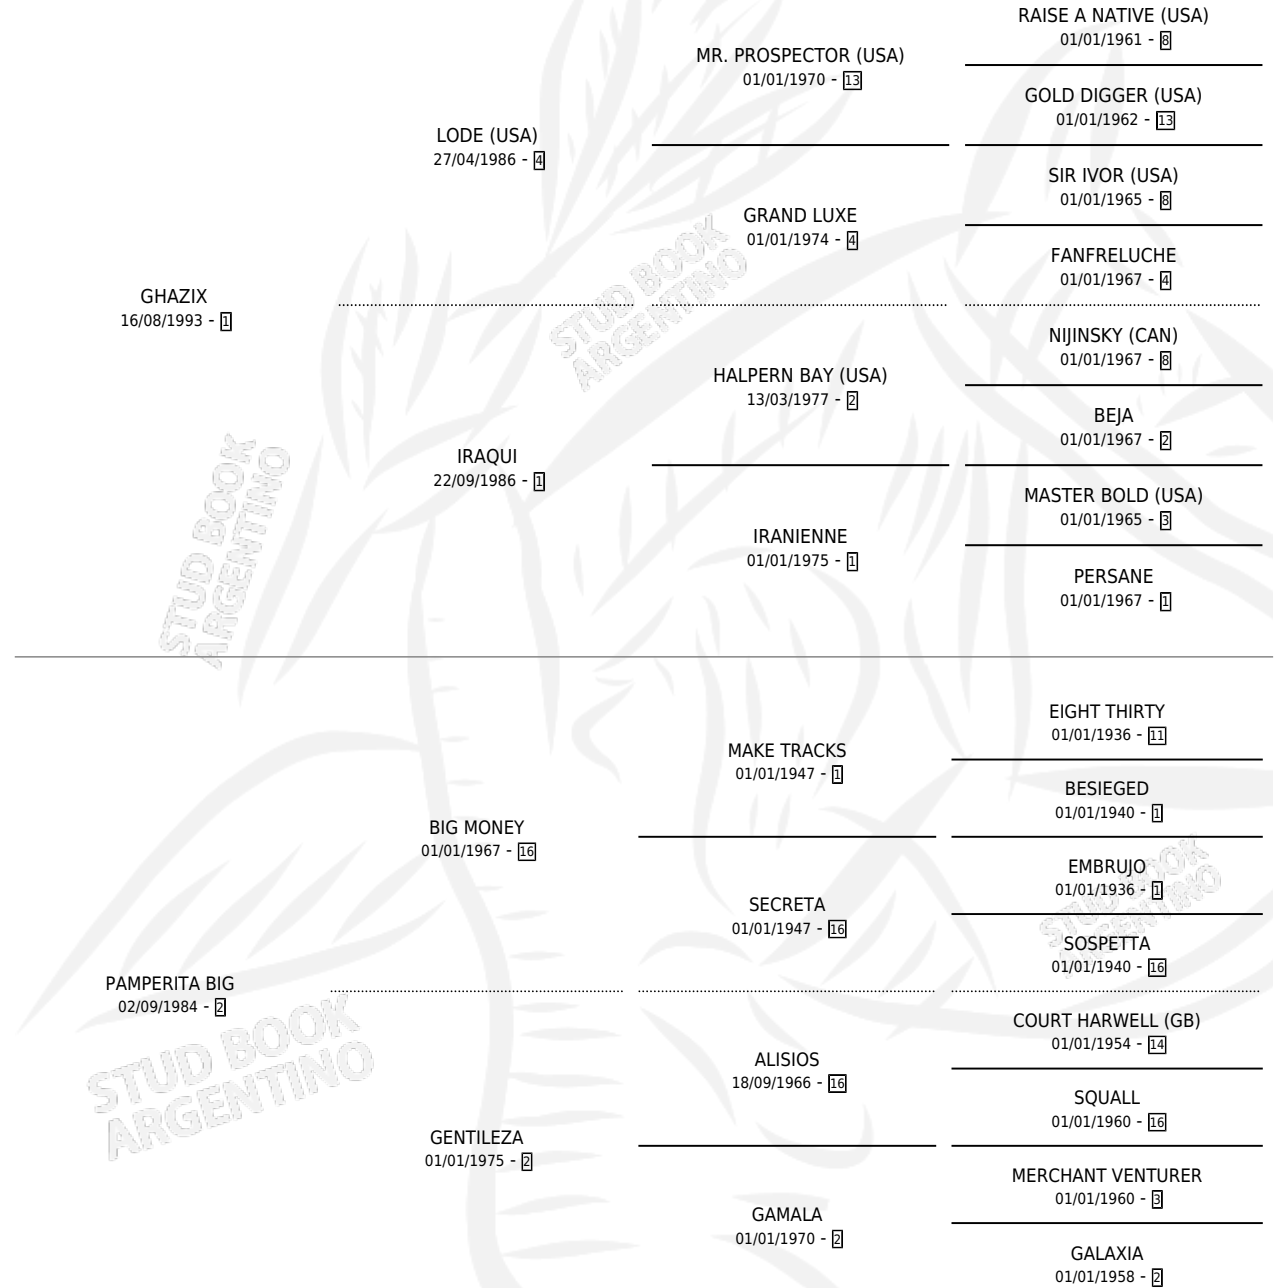 RAISE A NATIVE (USA)
01/01/1961 - 8
MR. PROSPECTOR (USA)
01/01/1970 - 13
GOLD DIGGER (USA)
01/01/1962 - 13
LODE (USA)
27/04/1986 - 4
SIR IVOR (USA)
01/01/1965 - 8
GRAND LUXE
01/01/1974 - 4
FANFRELUCHE
01/01/1967 - 4
GHAZIX
16/08/1993 - 1
NIJINSKY (CAN)
01/01/1967 - 8
HALPERN BAY (USA)
13/03/1977 - 2
BEJA
01/01/1967 - 2
IRAQUI
22/09/1986 - 1
MASTER BOLD (USA)
01/01/1965 - 3
IRANIENNE
01/01/1975 - 1
PERSANE
01/01/1967 - 1
STUD BOOK
ARGENTINO
STUD BOOK
ARGENTINO
EIGHT THIRTY
01/01/1936 - 11
MAKE TRACKS
01/01/1947 - 1
BESIEGED
01/01/1940 - 1
BIG MONEY
01/01/1967 - 16
EMBRUJO
01/01/1936 - 1
SECRETA
01/01/1947 - 16
SOSPETTA
01/01/1940 - 16
PAMPERITA BIG
02/09/1984 - 2
COURT HARWELL (GB)
01/01/1954 - 14
ALISIOS
18/09/1966 - 16
SQUALL
01/01/1960 - 16
GENTILEZA
01/01/1975 - 2
MERCHANT VENTURER
01/01/1960 - 3
GAMALA
01/01/1970 - 2
GALAXIA
01/01/1958 - 2
STUD BOOK
ARGENTINO
STUD BOOK
ARGENTINO